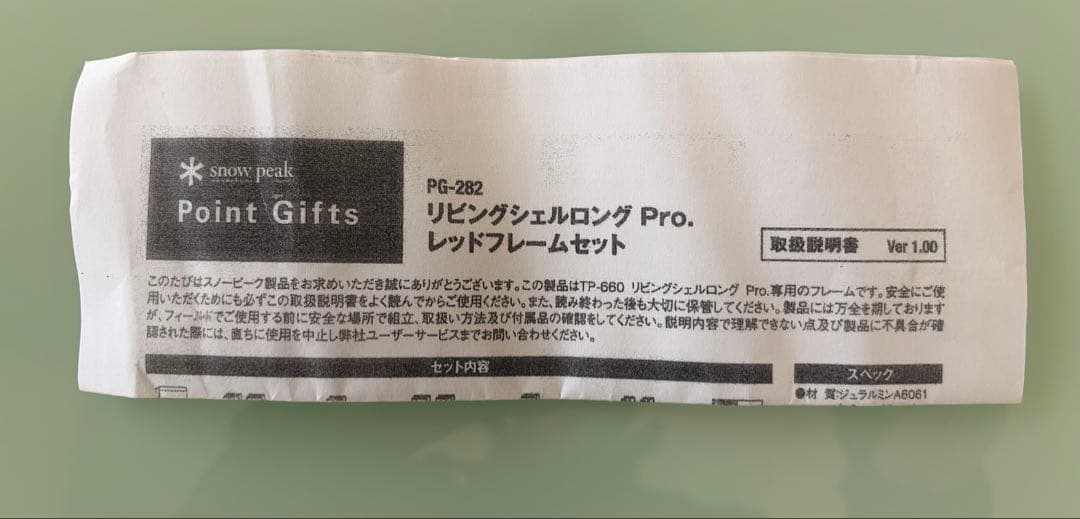 snow peak
Point Gifts
PG-282
リビングシェルロング Pro.
レッドフレームセット
取扱説明書 Ver 1.00
このたびはスノーピーク製品をお求めいただき誠にありがとうございます。この製品はTP-660 リビングシェルロング Pro.専用のフレームです。安全にご使
用いただくためにも必ずこの取扱説明書をよく読んでからご使用ください。また、読み終わった後も大切に保管してください。製品には万全を期しております
が、フィールドでご使用する前に安全な場所で組立、取扱い方法及び付属品の確認をしてください。説明内容で理解できない点及び製品に不具合が確
認された際には、直ちに使用を中止し弊社ユーザーサービスまでお問い合わせください。
セット内容
スペック
●材 質:ジュラルミンA6061